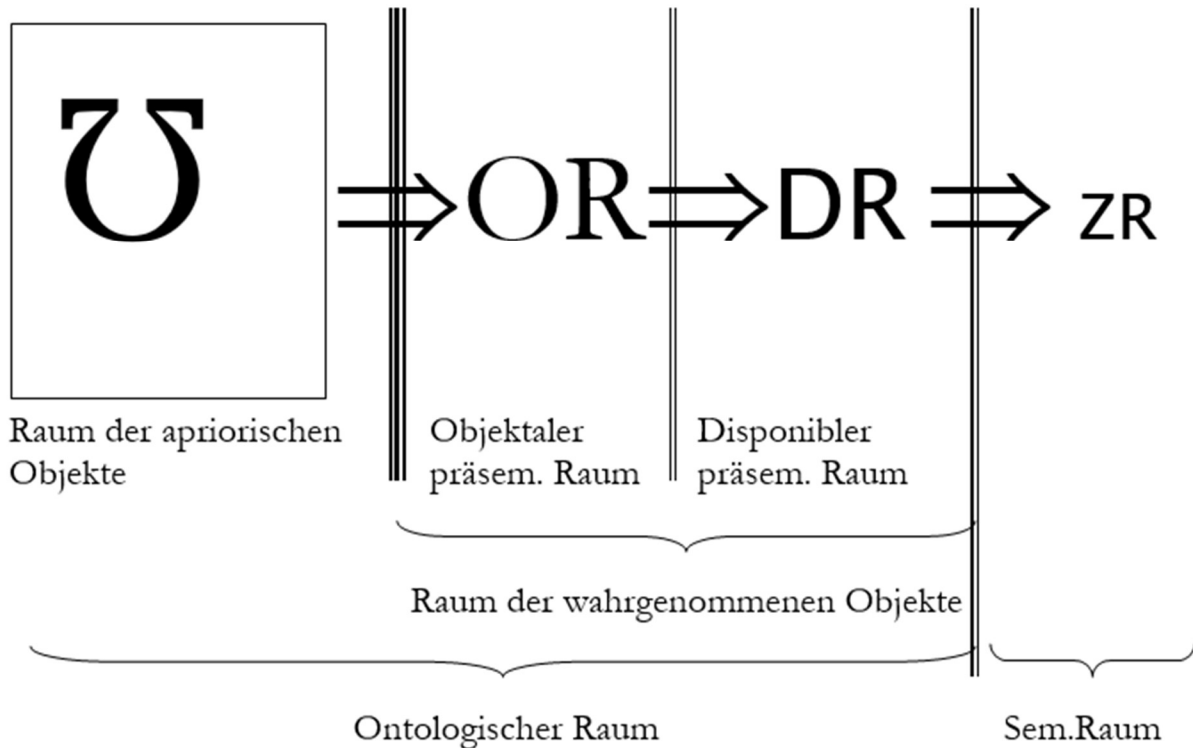 ℧ ⇒ OR ⇒ DR ⇒ ZR
Raum der apriorischen
Objekte
Objektaler
präsem. Raum
Disponibler
präsem. Raum
Raum der wahrgenommenen Objekte
Ontologischer Raum
Sem.Raum